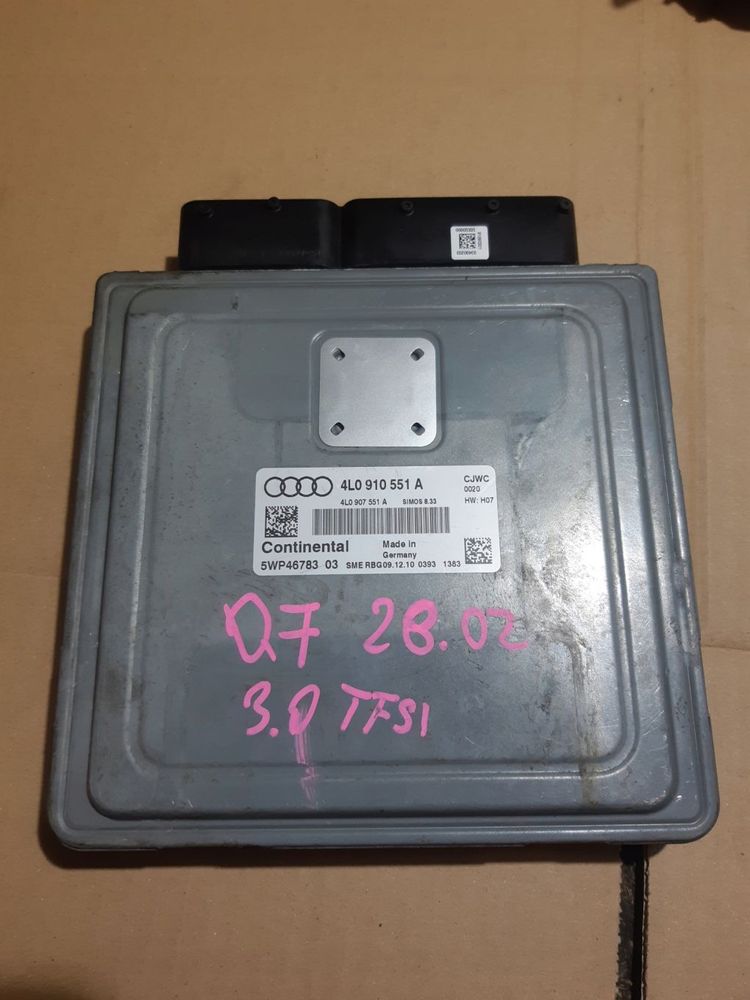 4L0 910 551 A
CJWC
0020
4L0 907 551 A SIMOS 8.33 HW: H07
Continental Made in
Germany
5WP46783 03 SME RBG09.12.10 0393 1383
Q7 28.02
3.0 TFSI